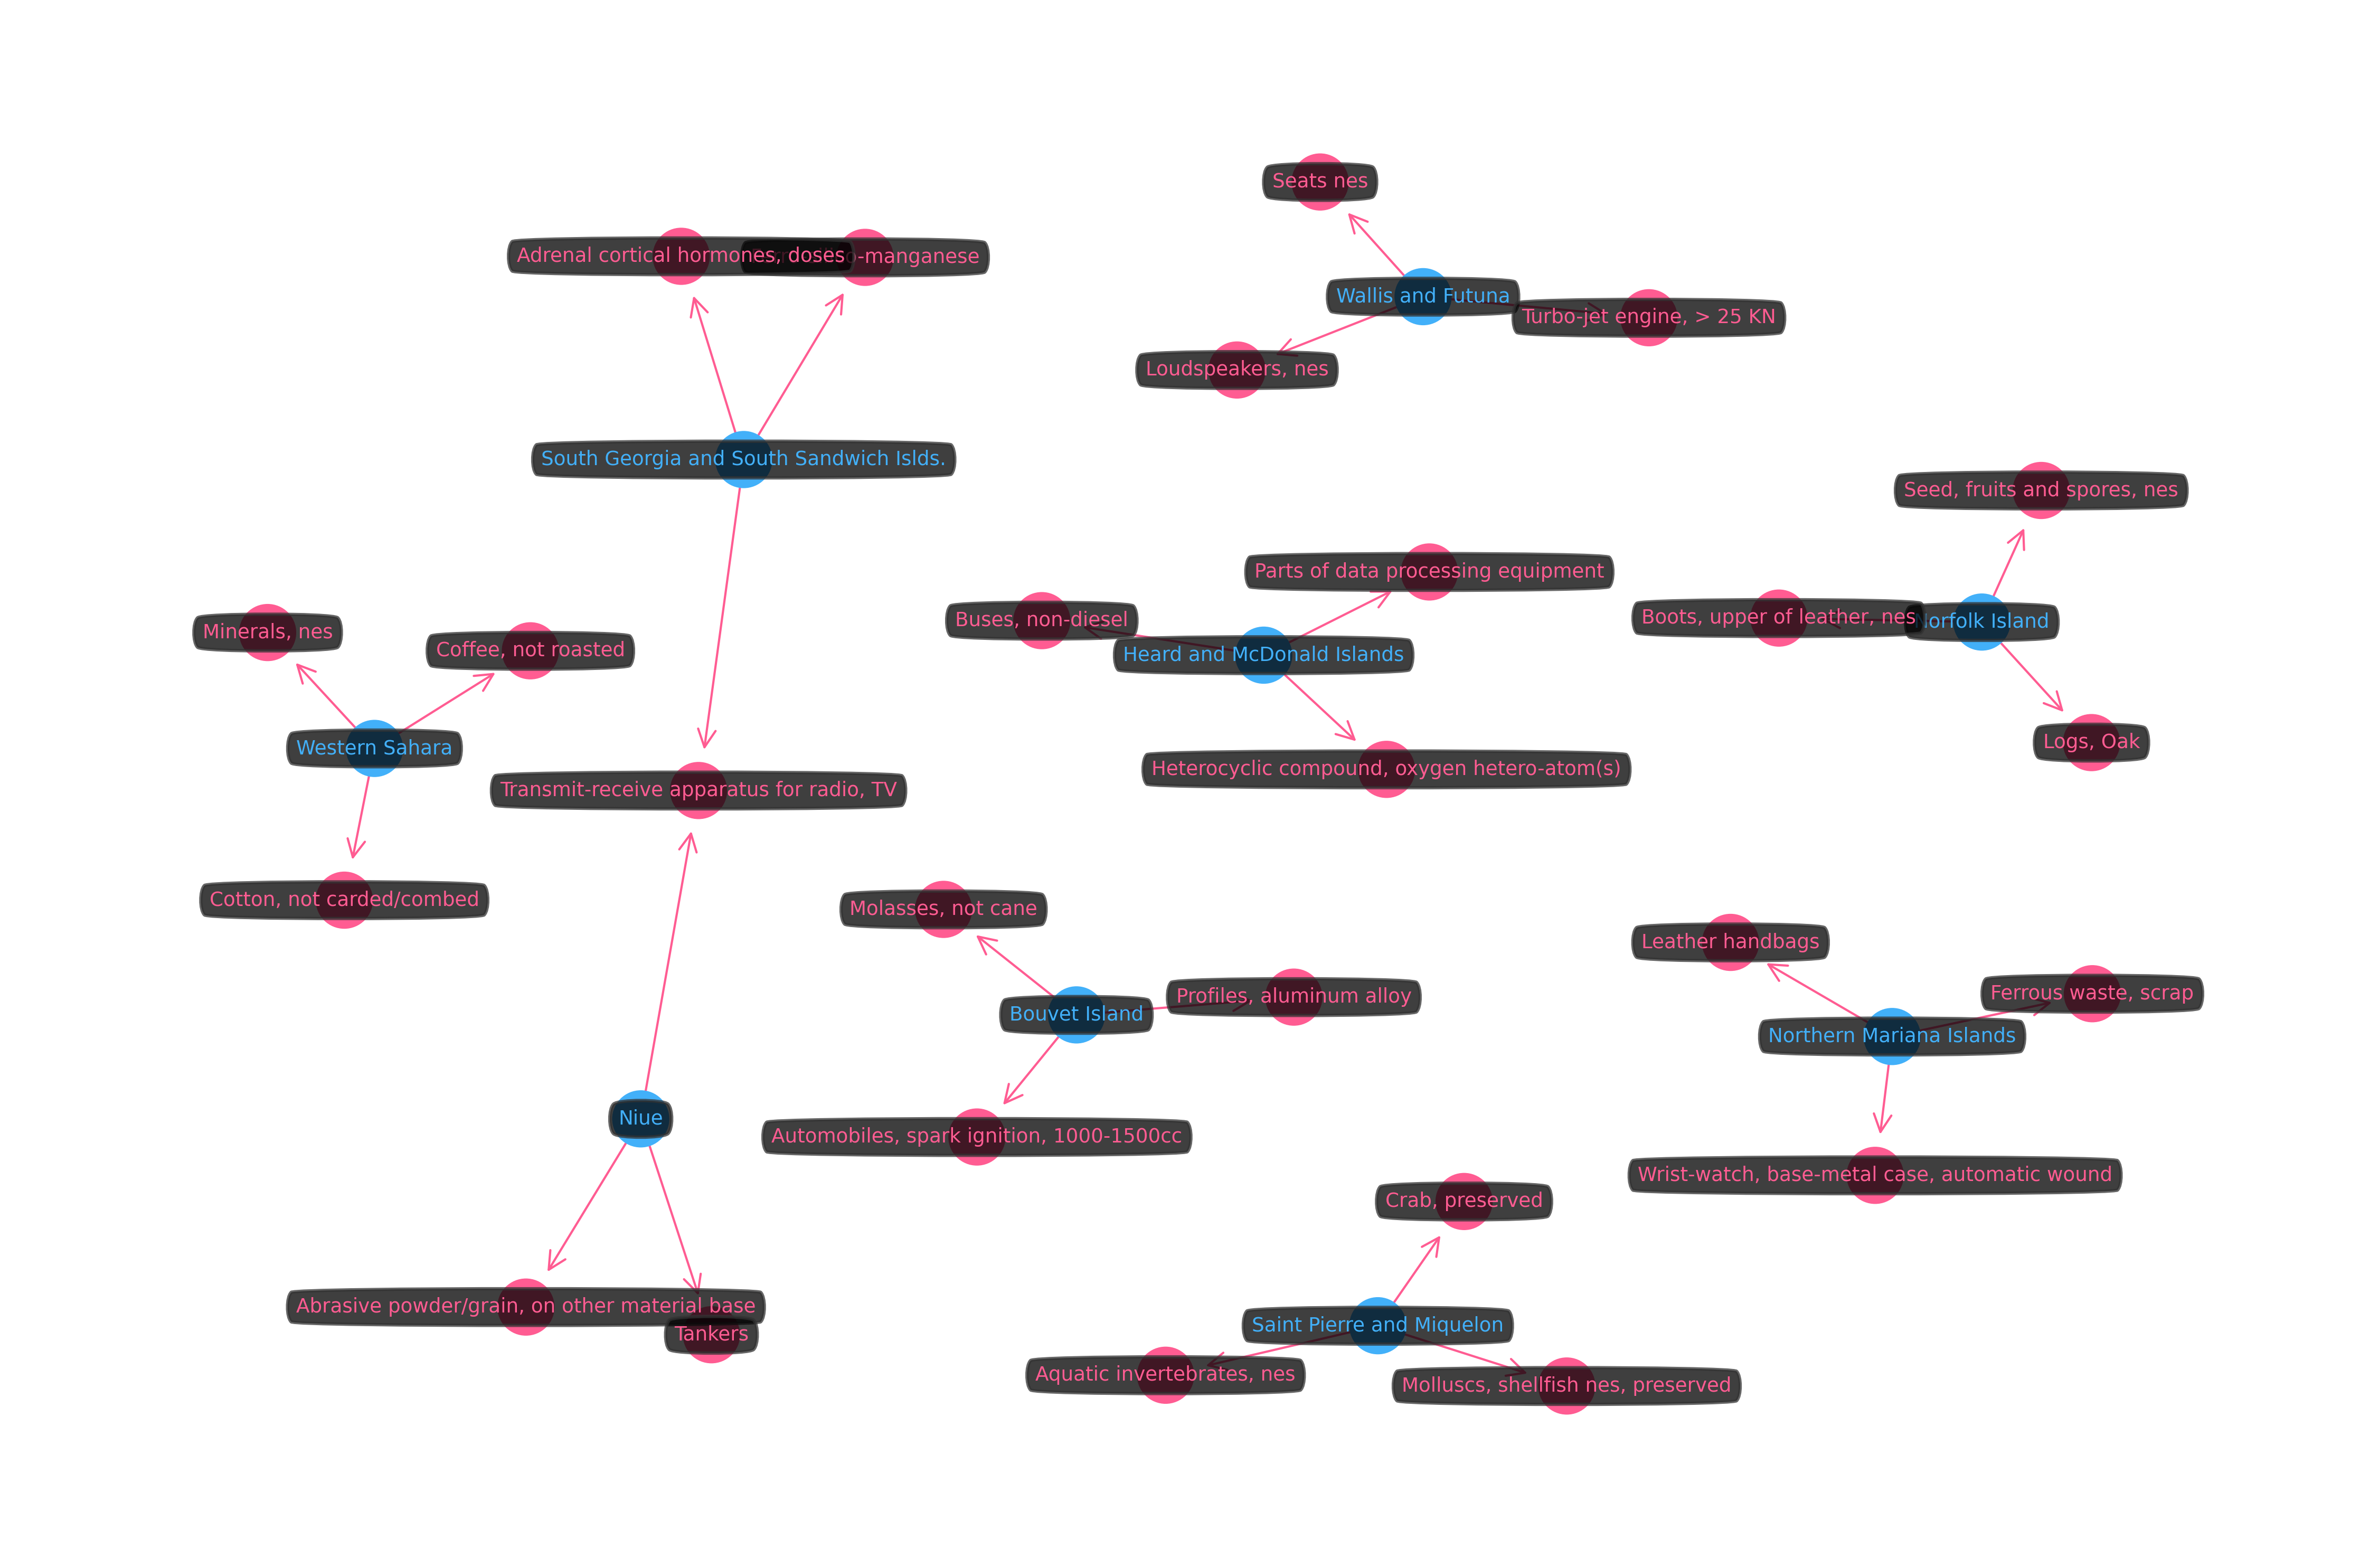 Seats nes
Adrenal cortical hormones, doses
-manganese
Wallis and Futuna
Turbo-jet engine, > 25 KN
Loudspeakers, nes
South Georgia and South Sandwich Islds.
Seed, fruits and spores, nes
Parts of data processing equipment
Buses, non-diesel
Boots, upper of leather, nes
Norfolk Island
Minerals, nes
Coffee, not roasted
Heard and McDonald Islands
Western Sahara
Logs, Oak
Heterocyclic compound, oxygen hetero-atom(s)
Transmit-receive apparatus for radio, TV
Cotton, not carded/combed
Molasses, not cane
Leather handbags
Profiles, aluminum alloy
Ferrous waste, scrap
Bouvet Island
Northern Mariana Islands
Niue
Automobiles, spark ignition, 1000-1500cc
Wrist-watch, base-metal case, automatic wound
Crab, preserved
Abrasive powder/grain, on other material base
Saint Pierre and Miquelon
Tankers
Aquatic invertebrates, nes
Molluscs, shellfish nes, preserved